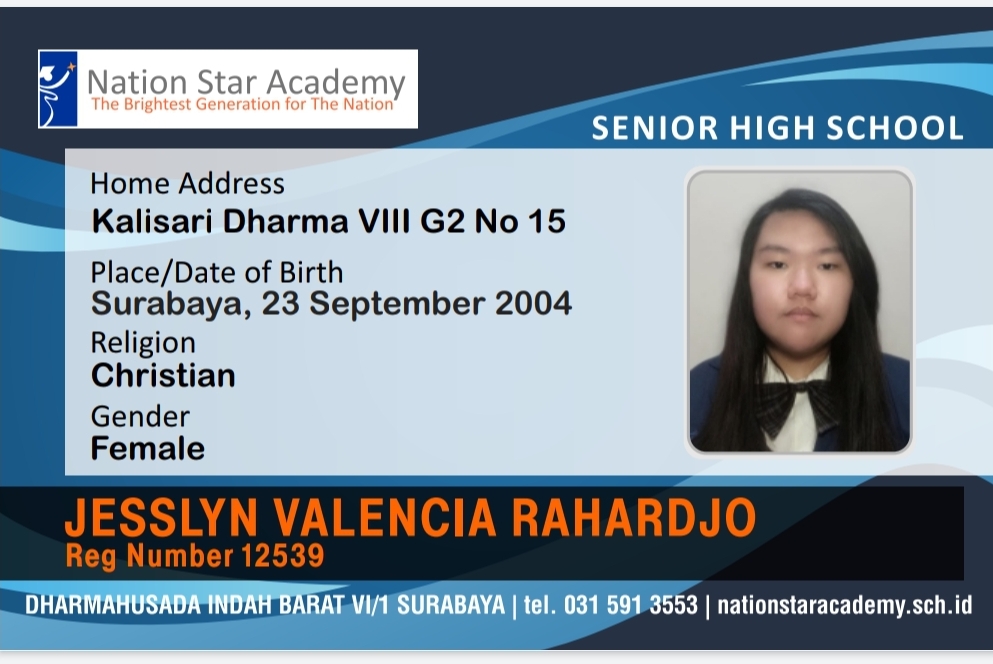 Nation Star Academy
The Brightest Generation for The Nation
SENIOR HIGH SCHOOL
Home Address
Kalisari Dharma VIII G2 No 15
Place/Date of Birth
Surabaya, 23 September 2004
Religion
Christian
Gender
Female
JESSLYN VALENCIA RAHARDJO
Reg Number 12539
DHARMAHUSADA INDAH BARAT VI/1 SURABAYA | tel. 031 591 3553 | nationstaracademy.sch.id